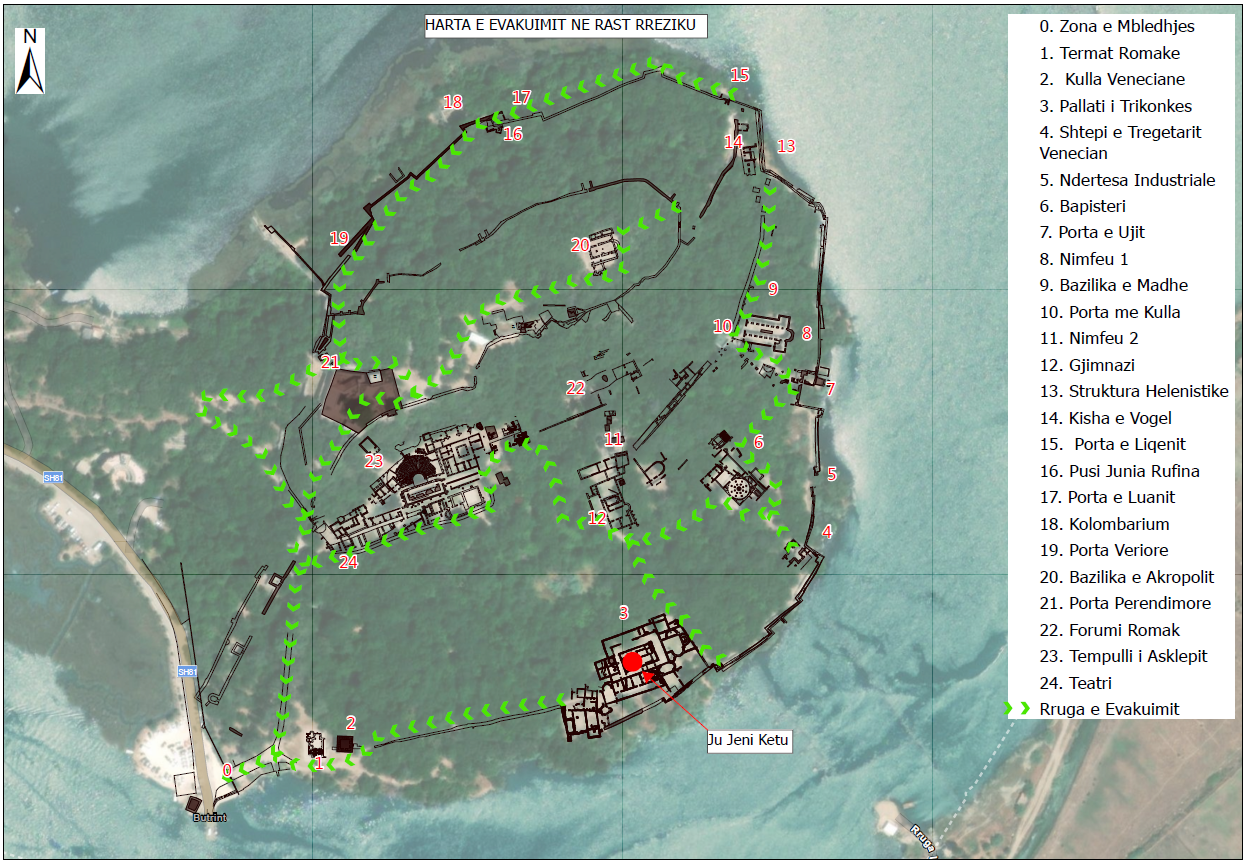 HARTA E EVAKUIMIT NE RAST RREZIKU
N
0. Zona e Mbledhjes
1. Termat Romake
2. Kulla Veneciane
3. Pallati i Trikonkes
4. Shtepi e Tregetarit
Venecian
5. Ndertesa Industriale
6. Bapisteri
7. Porta e Ujit
8. Nimfeu 1
9. Bazilika e Madhe
10. Porta me Kulla
11. Nimfeu 2
12. Gjimnazi
13. Struktura Helenistike
14. Kisha e Vogel
15. Porta e Liqenit
16. Pusi Junia Rufina
17. Porta e Luanit
18. Kolombarium
19. Porta Veriore
20. Bazilika e Akropolit
21. Porta Perendimore
22. Forumi Romak
23. Tempulli i Asklepit
24. Teatri
Rruga e Evakuimit
15
17
18
16
14
13
19
20
9
10
8
21
22
7
11
6
23
5
SH81
12
4
24
3
SH81
2
Ju Jeni Ketu
0
1
Butrint
Rruga